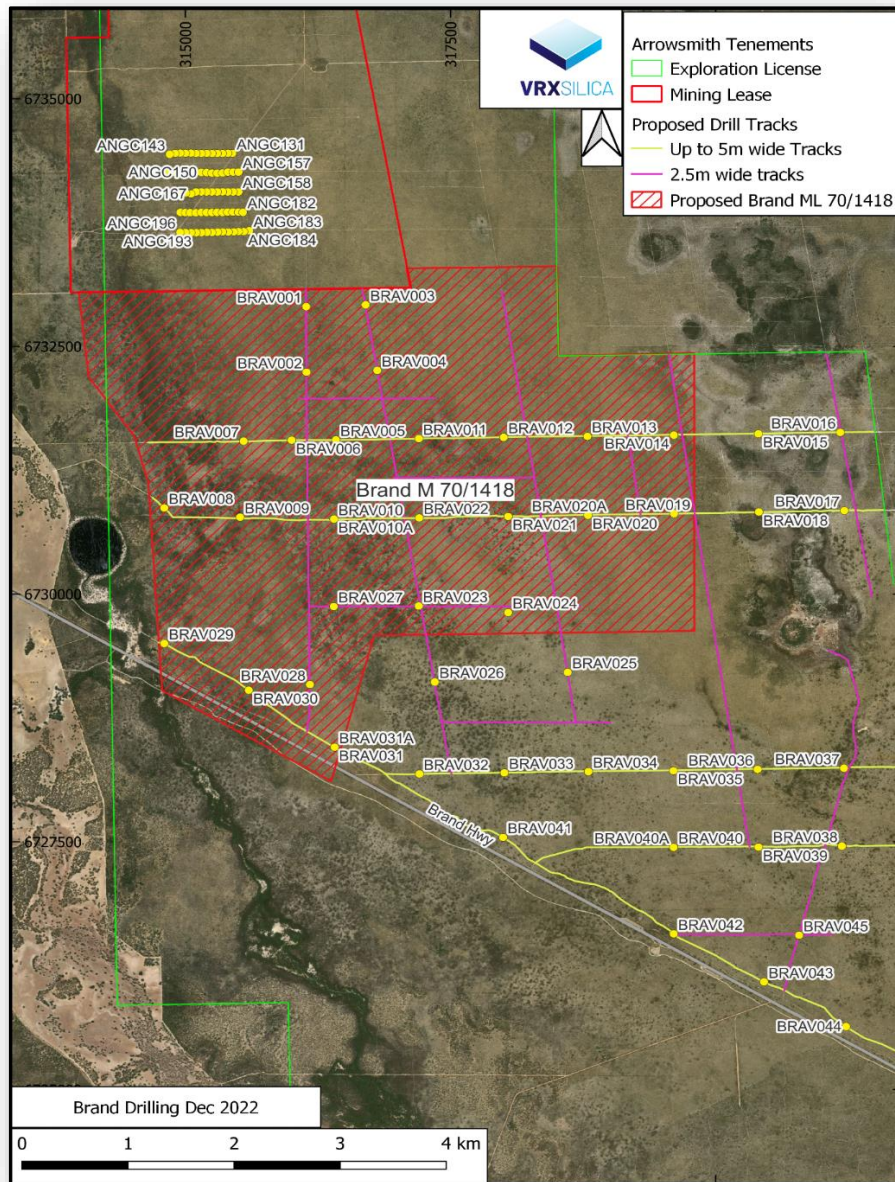 315000
317500
6735000
6732500
6730000
6727500
VRXSILICA
Arrowsmith Tenements
Exploration License
Mining Lease
Proposed Drill Tracks
Up to 5m wide Tracks
2.5m wide tracks
Proposed Brand ML 70/1418
ANGC143
ANGC131
ANGC150
ANGC157
ANGC167
ANGC158
ANGC182
ANGC196
ANGC183
ANGC193
ANGC184
BRAV001
BRAV003
BRAV002
BRAV004
BRAV007
BRAV005
BRAV011
BRAV012
BRAV013
BRAV016
BRAV006
BRAV014
BRAV015
Brand M 70/1418
BRAV008
BRAV009
BRAV010
BRAV022
BRAV020A
BRAV019
BRAV017
BRAV010A
BRAV021
BRAV020
BRAV018
BRAV027
BRAV023
BRAV024
BRAV029
BRAV028
BRAV026
BRAV025
BRAV030
BRAV031A
BRAV031
BRAV032
BRAV033
BRAV034
BRAV036
BRAV037
BRAV035
Brand Hwy
BRAV041
BRAV040A
BRAV040
BRAV038
BRAV039
BRAV042
BRAV045
BRAV043
BRAV044
Brand Drilling Dec 2022
0 1 2 3 4 km